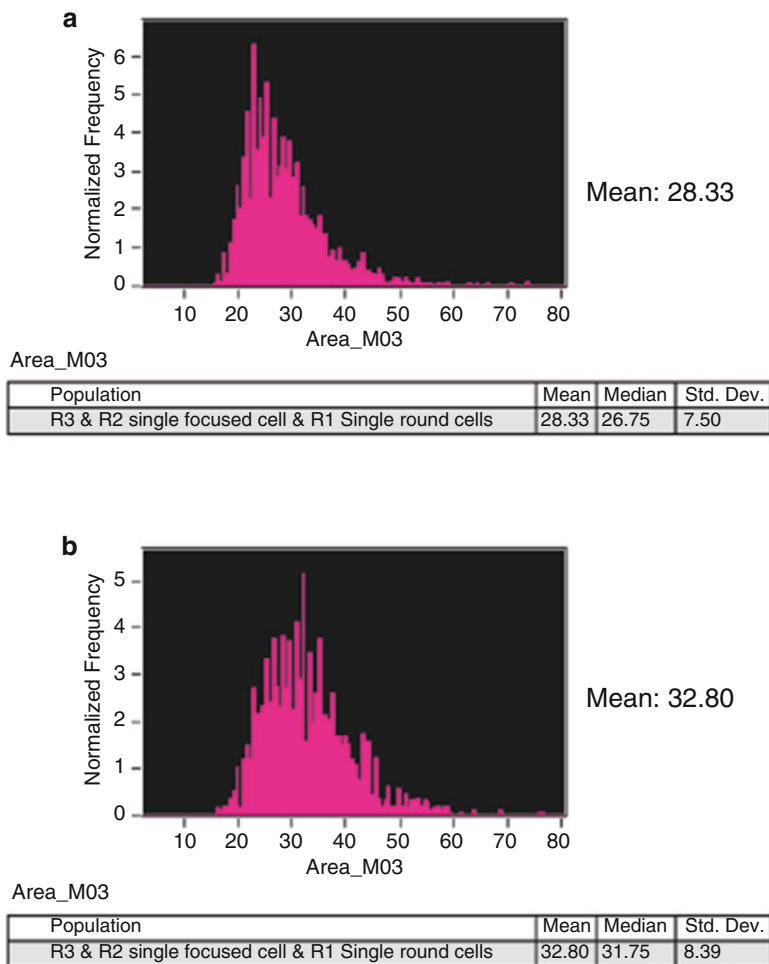 a
Normalized Frequency
6
5
4
3
2
1
0
10 20 30 40 50 60 70 80
Area_M03
Mean: 28.33
Area_M03
Population Mean Median Std. Dev.
R3 & R2 single focused cell & R1 Single round cells 28.33 26.75 7.50
b
Normalized Frequency
5
4
3
2
1
0
10 20 30 40 50 60 70 80
Area_M03
Mean: 32.80
Area_M03
Population Mean Median Std. Dev.
R3 & R2 single focused cell & R1 Single round cells 32.80 31.75 8.39